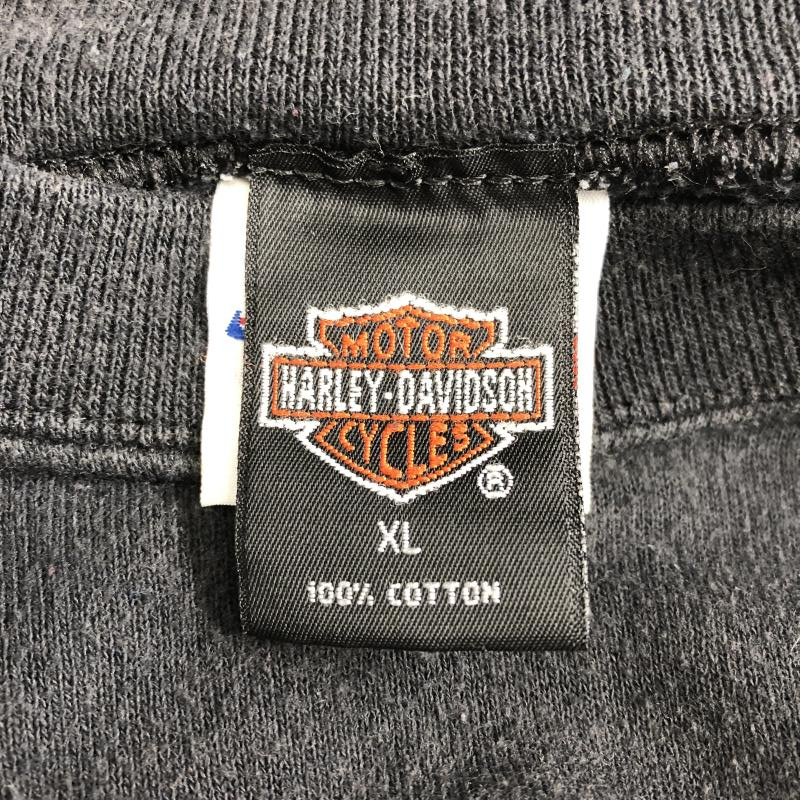 MOTOR
HARLEY-DAVIDSON
CYCLES
®
XL
100% COTTON